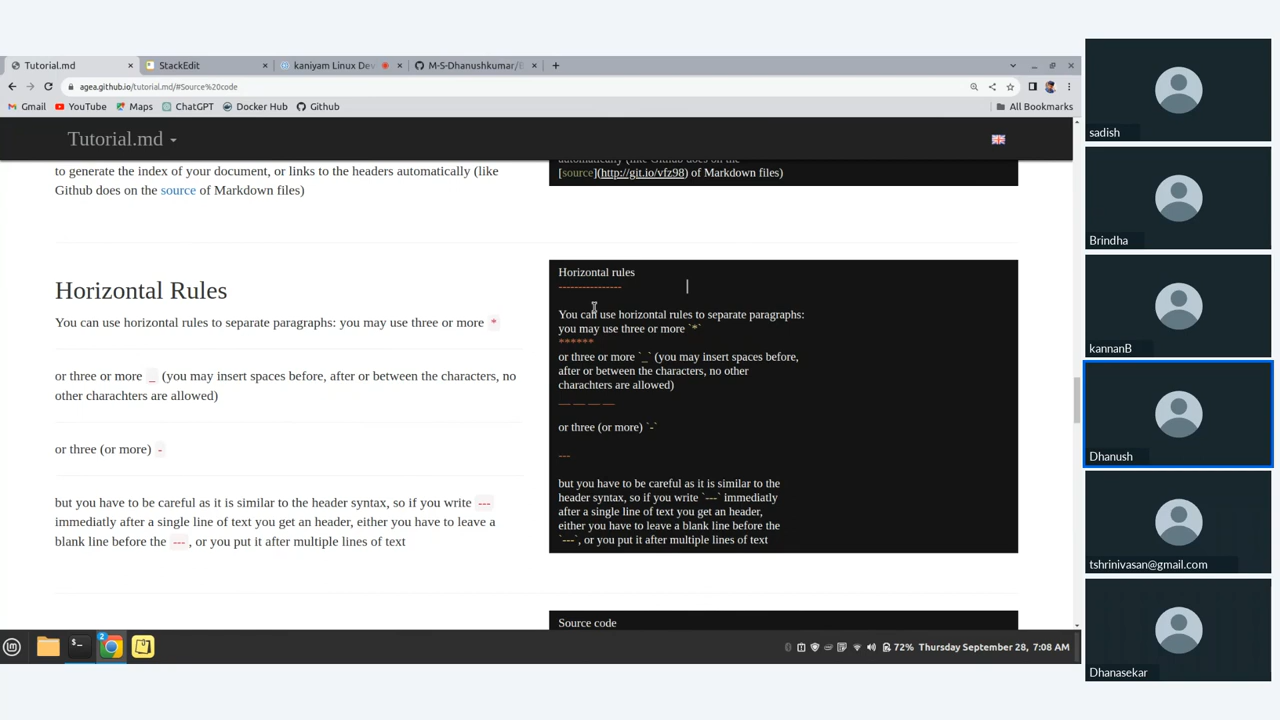 Tutorial.md
StackEdit
kaniyam Linux Dev
M-S-Dhanushkumar/
agea.github.io/tutorial.md/#Source%20code
Gmail
YouTube
Maps
ChatGPT
Docker Hub
Github
All Bookmarks
Tutorial.md
to generate the index of your document, or links to the headers automatically (like
Github does on the source of Markdown files)
automatically (like Github does on the
[source](http://git.io/vfz98) of Markdown files)
Horizontal Rules
You can use horizontal rules to separate paragraphs: you may use three or more *
or three or more _ (you may insert spaces before, after or between the characters, no
other charachters are allowed)
or three (or more) -
but you have to be careful as it is similar to the header syntax, so if you write ---
immediatly after a single line of text you get an header, either you have to leave a
blank line before the ---, or you put it after multiple lines of text
Horizontal rules
----------------
You can use horizontal rules to separate paragraphs:
you may use three or more `*`
******
or three or more `_` (you may insert spaces before,
after or between the characters, no other
charachters are allowed)
__ __ __ __
or three (or more) `-`
---
but you have to be careful as it is similar to the
header syntax, so if you write `---` immediatly
after a single line of text you get an header,
either you have to leave a blank line before the
`---`, or you put it after multiple lines of text
Source code
2
72% Thursday September 28, 7:08 AM
sadish
Brindha
kannanB
Dhanush
tshrinivasan@gmail.com
Dhanasekar